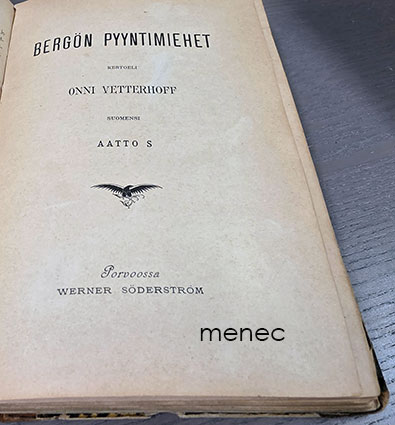 BERGÖN PYYNTIMIEHET
KERTOELI
ONNI VETTERHOFF
SUOMENSI
AATTO S
Porvoossa
WERNER SÖDERSTRÖM
menec